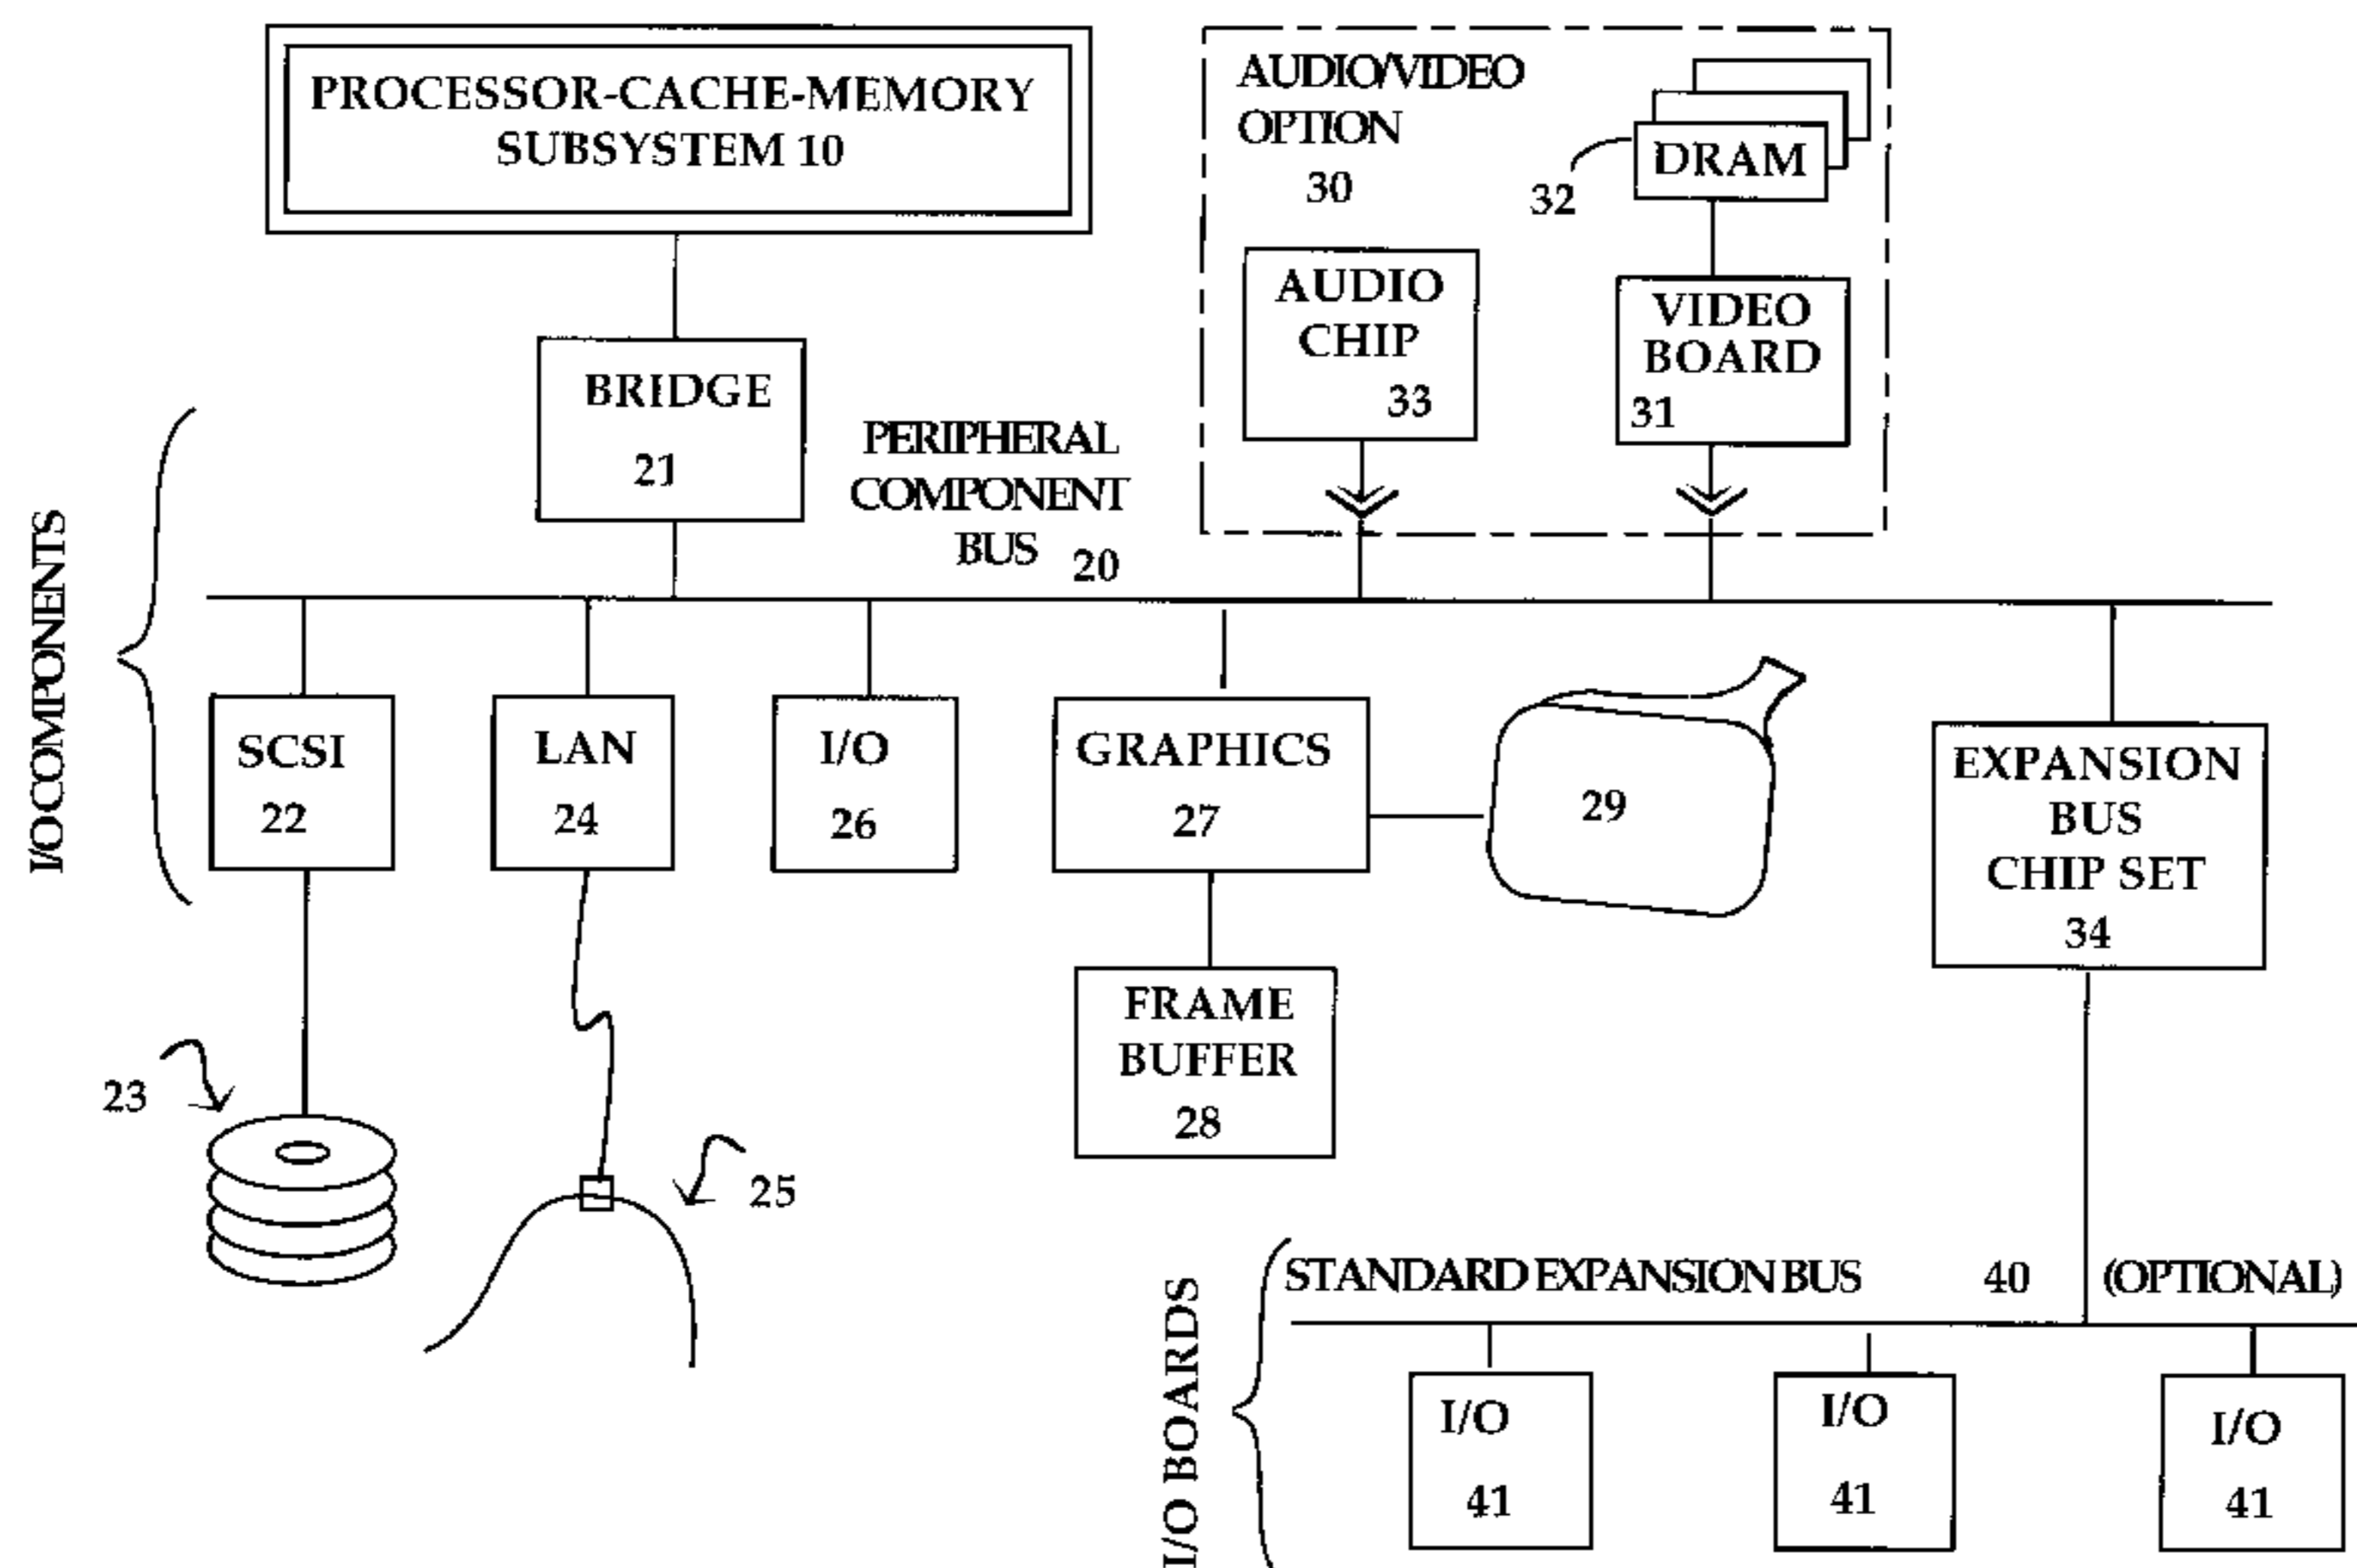 PROCESSOR-CACHE-MEMORY
SUBSYSTEM 10
AUDIO/VIDEO
OPTION
30
32
DRAM
AUDIO
CHIP
33
VIDEO
BOARD
31
BRIDGE
21
PERIPHERAL
COMPONENT
BUS 20
I/O COMPONENTS
SCSI
22
LAN
24
I/O
26
GRAPHICS
27
29
EXPANSION
BUS
CHIP SET
34
FRAME
BUFFER
28
23
25
STANDARD EXPANSION BUS 40 (OPTIONAL)
I/O BOARDS
I/O
41
I/O
41
I/O
41